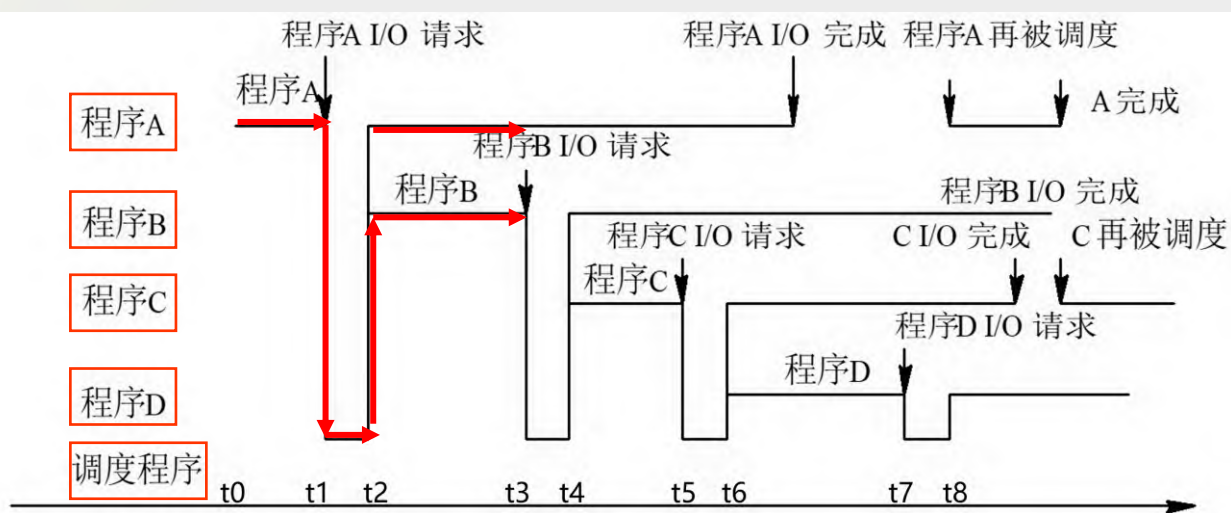 程序A I/O 请求
程序A I/O 完成
程序A再被调度
程序A
程序A
A完成
程序B I/O 请求
程序B
程序B
程序B I/O 完成
程序C I/O 请求
C I/O 完成
C再被调度
程序C
程序C
程序D I/O 请求
程序D
程序D
调度程序
t0 t1 t2 t3 t4 t5 t6 t7 t8